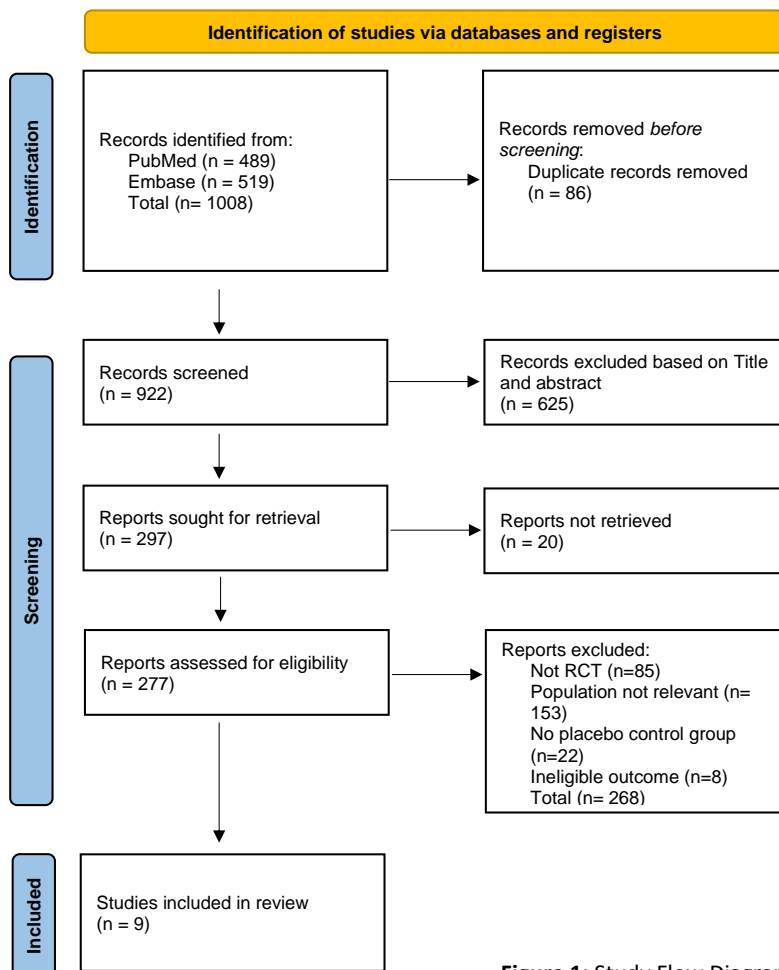 Identification of studies via databases and registers
Identification
Records identified from:
PubMed (n = 489)
Embase (n = 519)
Total (n= 1008)
Records removed before
screening:
Duplicate records removed
(n = 86)
Screening
Records screened
(n = 922)
Records excluded based on Title
and abstract
(n = 625)
Reports sought for retrieval
(n = 297)
Reports not retrieved
(n = 20)
Reports assessed for eligibility
(n = 277)
Reports excluded:
Not RCT (n=85)
Population not relevant (n=
153)
No placebo control group
(n=22)
Ineligible outcome (n=8)
Total (n= 268)
Included
Studies included in review
(n = 9)
Figure 1: Study Flow